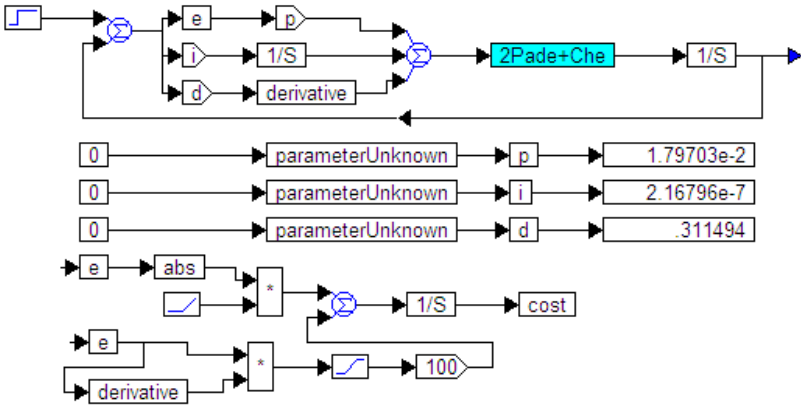 e p
i 1/S 2Pade+Che 1/S
d derivative
0 parameterUnknown p 1.79703e-2
0 parameterUnknown i 2.16796e-7
0 parameterUnknown d .311494
e abs
* 1/S cost
e
* 100
derivative